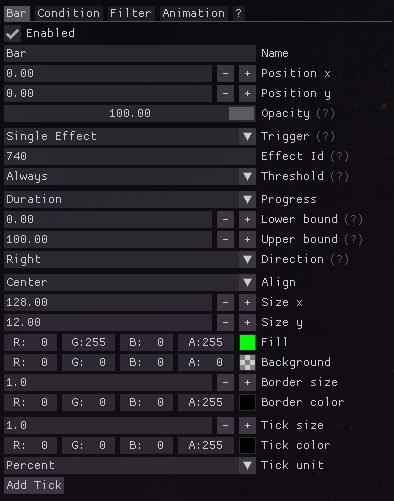 Bar Condition Filter Animation ?
Enabled
Bar Name
0.00 - + Position x
0.00 - + Position y
100.00 Opacity (?)
Single Effect Trigger (?)
740 Effect Id (?)
Always Threshold (?)
Duration Progress
0.00 - + Lower bound (?)
100.00 - + Upper bound (?)
Right Direction (?)
Center Align
128.00 - + Size x
12.00 - + Size y
R: 0 G:255 B: 0 A:255 Fill
R: 0 G: 0 B: 0 A: 0 Background
1.0 - + Border size
R: 0 G: 0 B: 0 A:255 Border color
1.0 - + Tick size
R: 0 G: 0 B: 0 A:255 Tick color
Percent Tick unit
Add Tick